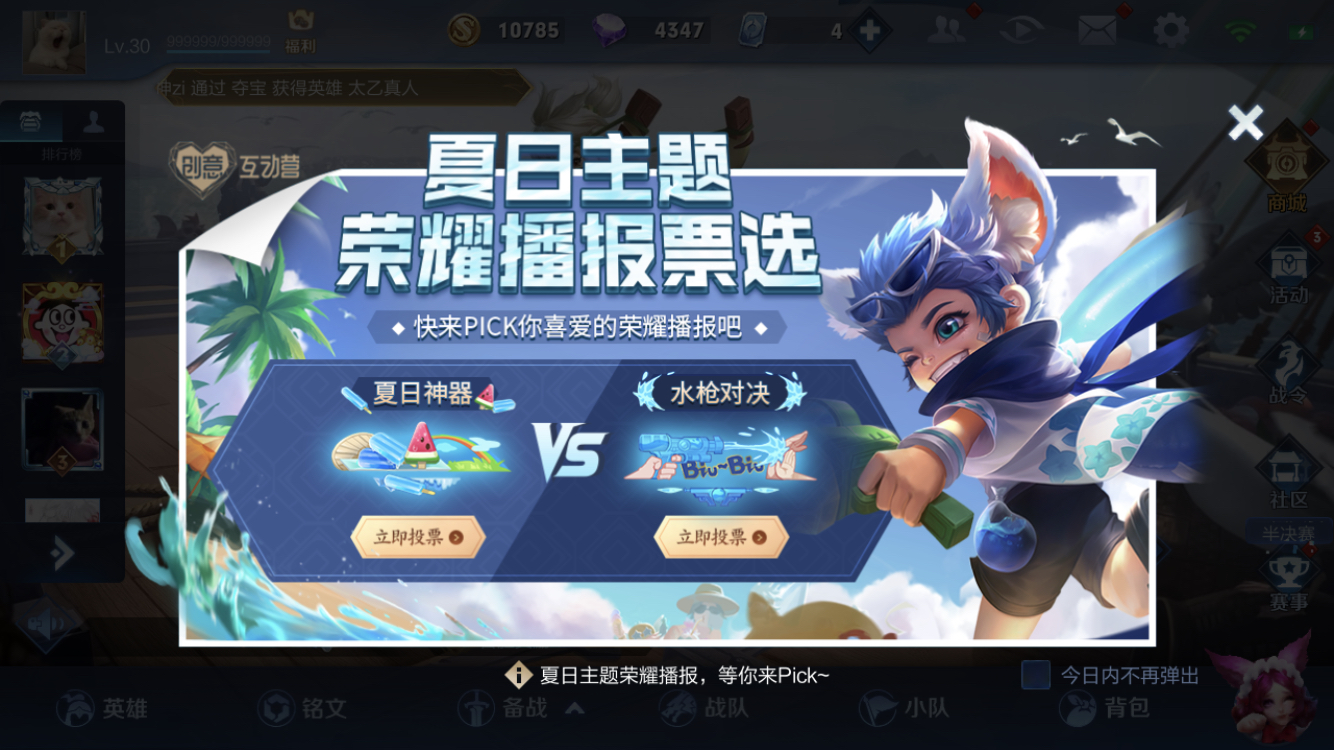 Lv.30
999999/999999
福利
10785
4347
4
zi 通过 夺宝 获得英雄 太乙真人
排行榜
1
2
3
创意互动营
夏日主题
荣耀播报票选
快来PICK你喜爱的荣耀播报吧
夏日神器
VS
水枪对决
Biu~Biu
立即投票
立即投票
商城
3
活动
战令
社区
半决赛
赛事
夏日主题荣耀播报，等你来Pick~
今日内不再弹出
英雄
铭文
备战
战队
小队
背包